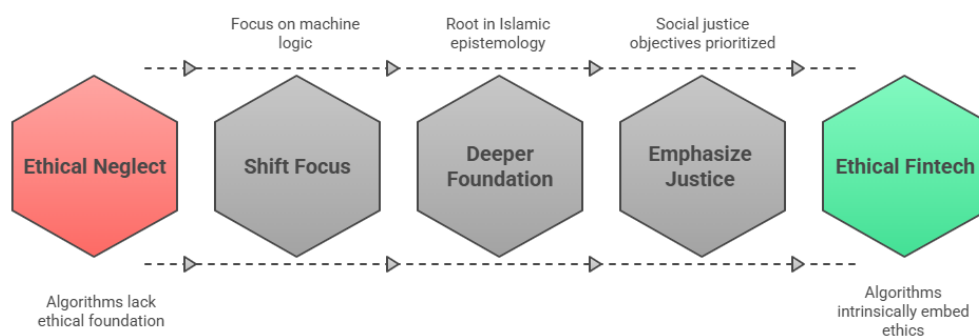 Focus on machine
logic
Root in Islamic
epistemology
Social justice
objectives prioritized
Ethical Neglect
Shift Focus
Deeper
Foundation
Emphasize
Justice
Ethical Fintech
Algorithms lack
ethical foundation
Algorithms
intrinsically embed
ethics